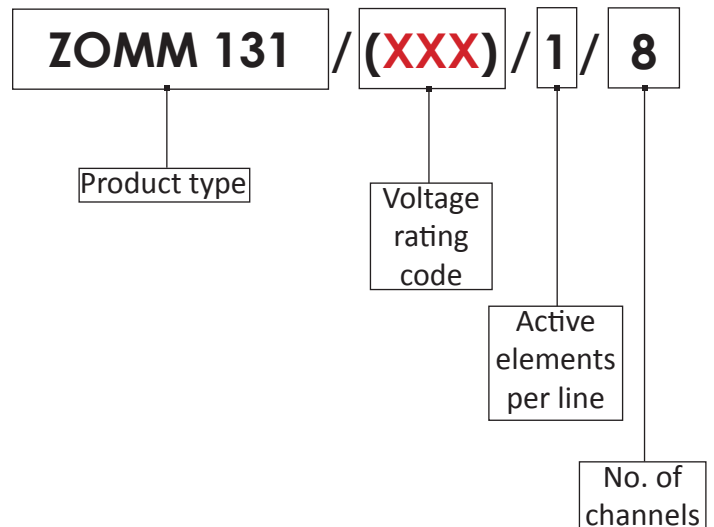 ZOMM 131 / (XXX) / 1 / 8
Product type
Voltage
rating
code
Active
elements
per line
No. of
channels